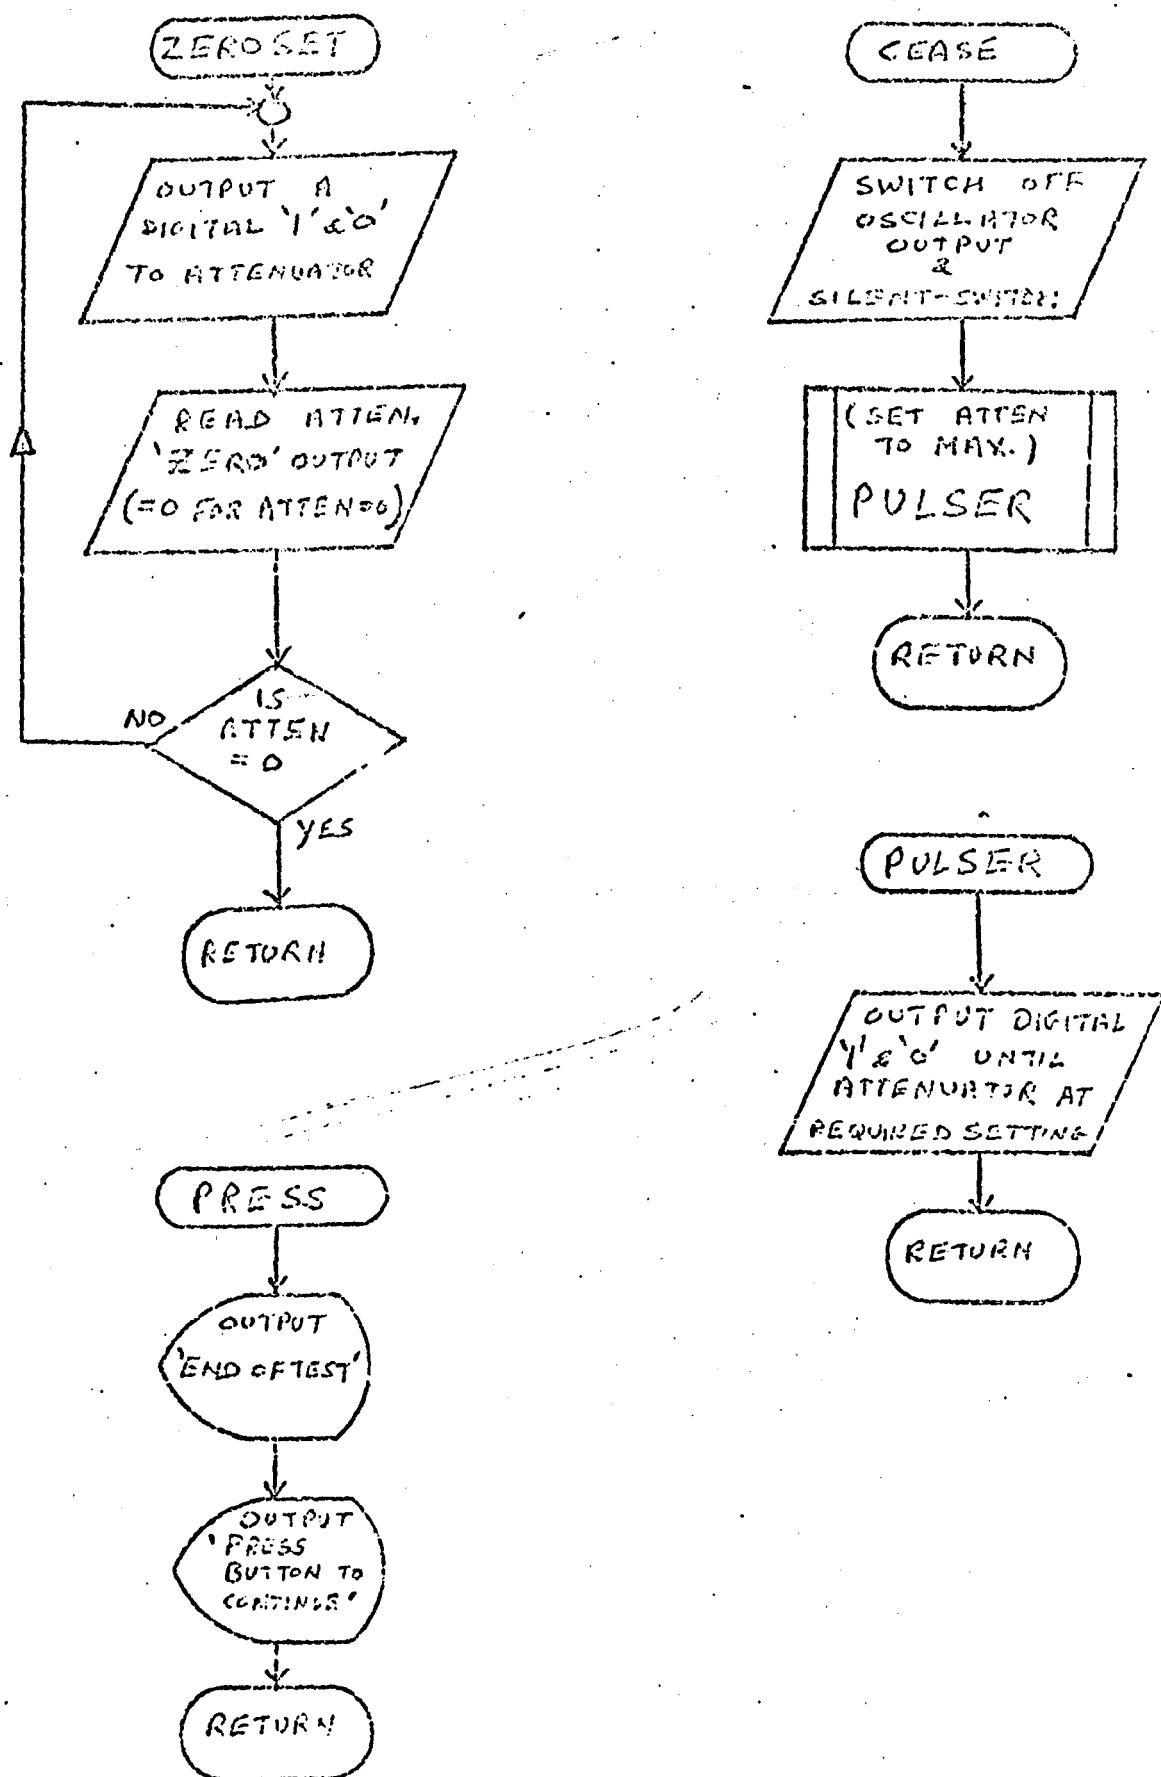 ZEROSET
OUTPUT A
DIGITAL '1' & '0'
TO ATTENUATOR
READ ATTEN.
'ZERO' OUTPUT
(=0 FOR ATTEN=0)
IS
ATTEN
= 0
NO
YES
RETURN
CEASE
SWITCH OFF
OSCILLATOR
OUTPUT
&
SILENT-SWITCH
(SET ATTEN
TO MAX.)
PULSER
RETURN
PULSER
OUTPUT DIGITAL
'1' & '0' UNTIL
ATTENUATOR AT
REQUIRED SETTING
RETURN
PRESS
OUTPUT
'END OF TEST'
OUTPUT
'PRESS
BUTTON TO
CONTINUE'
RETURN